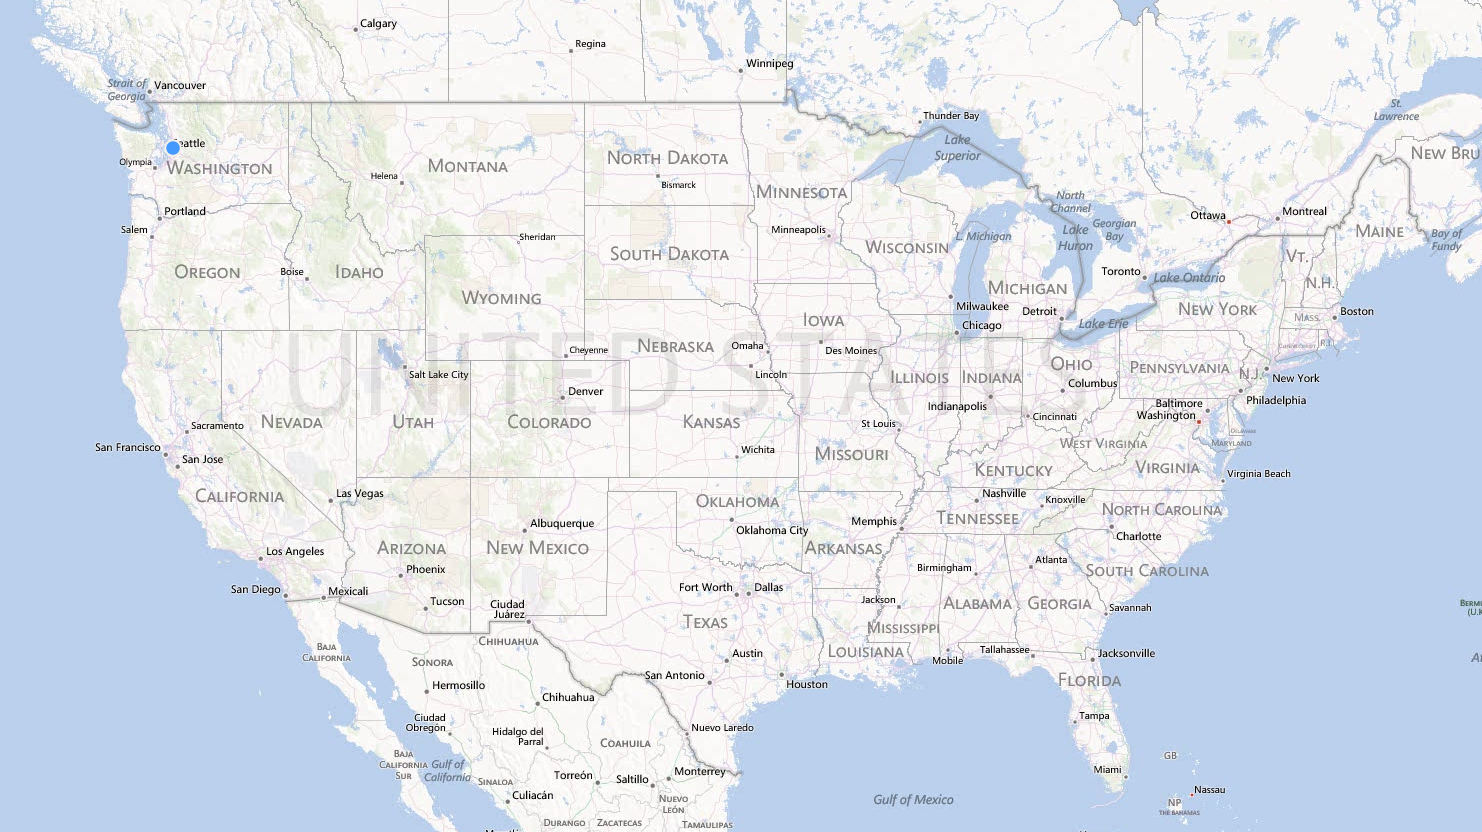 Calgary
Regina
Winnipeg
Strait of
Georgia
Vancouver
Thunder Bay
St.
Lawrence
Lake
Superior
eattle
Olympia
WASHINGTON
MONTANA
Helena
NORTH DAKOTA
Bismarck
MINNESOTA
NEW BRU
North
Channel
Georgian
Bay
Ottawa
Montreal
Portland
Salem
Sheridan
Minneapolis
WISCONSIN
L. Michigan
Lake
Huron
MAINE
Bay of
Fundy
OREGON
Boise
IDAHO
SOUTH DAKOTA
Toronto
Lake Ontario
VT.
N.H.
WYOMING
MICHIGAN
Milwaukee
Detroit
Chicago
Lake Erie
NEW YORK
MASS.
Boston
R.I.
IOWA
UNITED STATES
Cheyenne
NEBRASKA
Omaha
Des Moines
Lincoln
Salt Lake City
Denver
ILLINOIS
INDIANA
OHIO
Columbus
PENNSYLVANIA
N.J.
New York
Philadelphia
Baltimore
Washington
Indianapolis
Cincinnati
Sacramento
NEVADA
UTAH
COLORADO
KANSAS
St Louis
San Francisco
San Jose
Wichita
MISSOURI
WEST VIRGINIA
DELAWARE
MARYLAND
KENTUCKY
VIRGINIA
Virginia Beach
CALIFORNIA
Las Vegas
OKLAHOMA
Nashville
Knoxville
Albuquerque
Oklahoma City
Memphis
TENNESSEE
NORTH CAROLINA
Charlotte
Los Angeles
ARIZONA
NEW MEXICO
ARKANSAS
Phoenix
Birmingham
Atlanta
SOUTH CAROLINA
San Diego
Mexicali
Tucson
Ciudad
Juárez
Fort Worth
Dallas
Jackson
ALABAMA
GEORGIA
Savannah
TEXAS
MISSISSIPPI
CHIHUAHUA
BAJA
CALIFORNIA
SONORA
Austin
LOUISIANA
Mobile
Tallahassee
Jacksonville
San Antonio
Houston
FLORIDA
Hermosillo
Chihuahua
Ciudad
Obregón
Hidalgo del
Parral
Nuevo Laredo
Tampa
COAHUILA
BAJA
CALIFORNIA
SUR
Gulf of
California
SINALOA
Torreón
Saltillo
Monterrey
Miami
GB
Culiacán
NUEVO
LEÓN
Gulf of Mexico
Nassau
NP
THE BAHAMAS
DURANGO
ZACATECAS
TAMAULIPAS